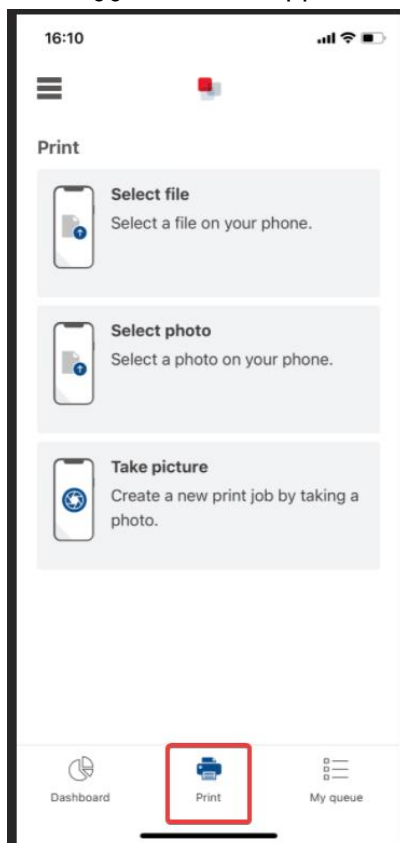 16:10
Print
Select file
Select a file on your phone.
Select photo
Select a photo on your phone.
Take picture
Create a new print job by taking a
photo.
Dashboard
Print
My queue